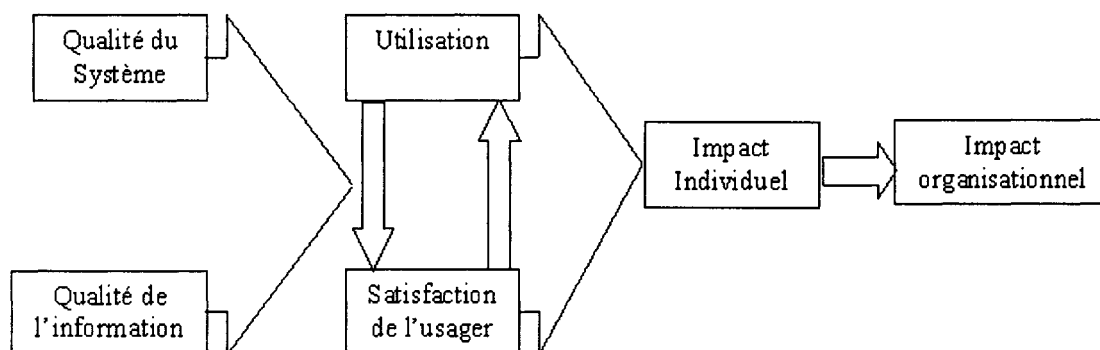 Qualité du
Système
Utilisation
Impact
Individuel
Impact
organisationnel
Qualité de
l'information
Satisfaction
de l'usager